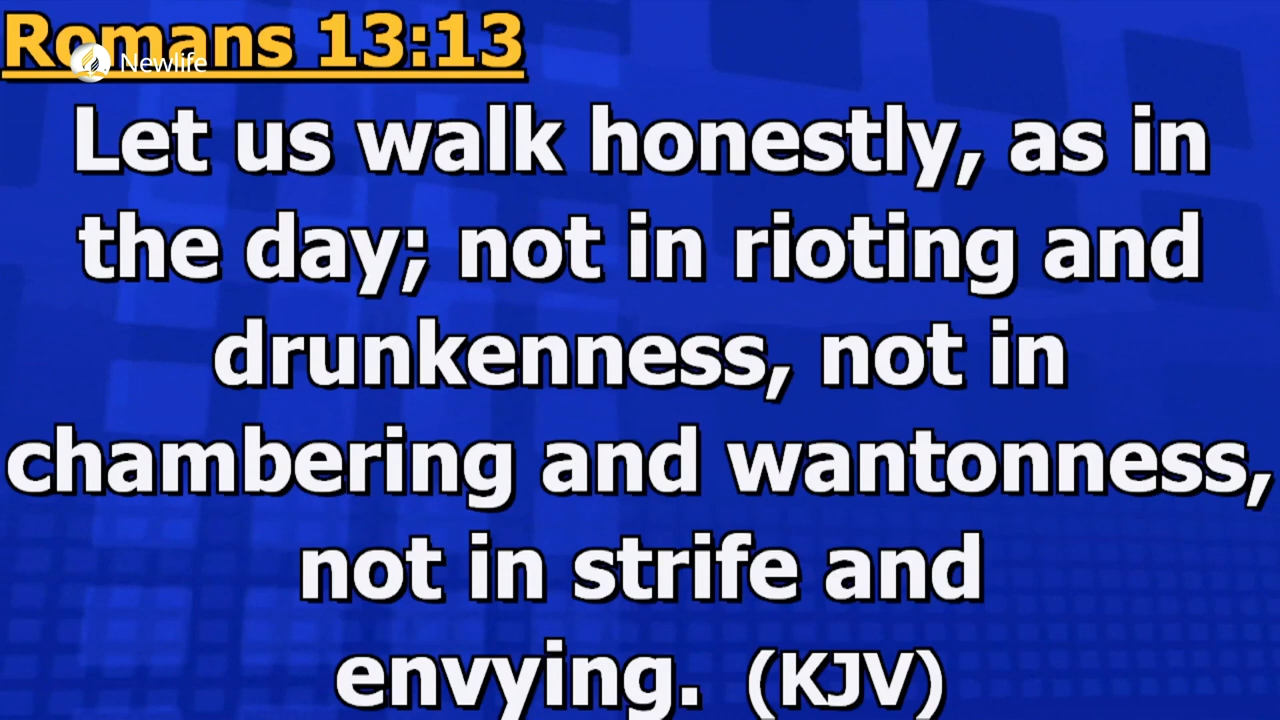 Romans 13:13
Newlife
Let us walk honestly, as in
the day; not in rioting and
drunkenness, not in
chambering and wantonness,
not in strife and
envying. (KJV)